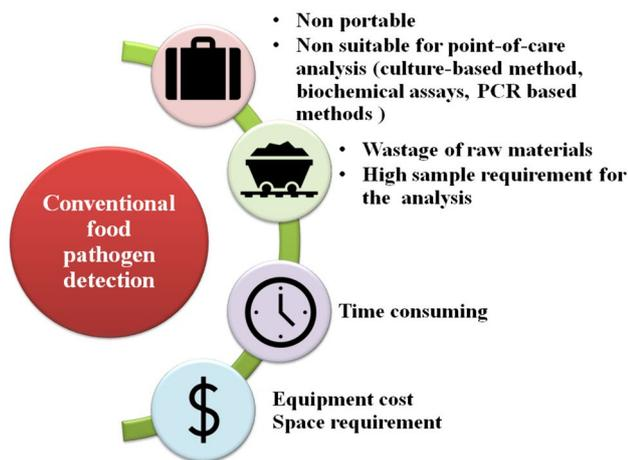 • Non portable
• Non suitable for point-of-care
analysis (culture-based method,
biochemical assays, PCR based
methods )
• Wastage of raw materials
• High sample requirement for
the analysis
Conventional
food
pathogen
detection
Time consuming
$
Equipment cost
Space requirement